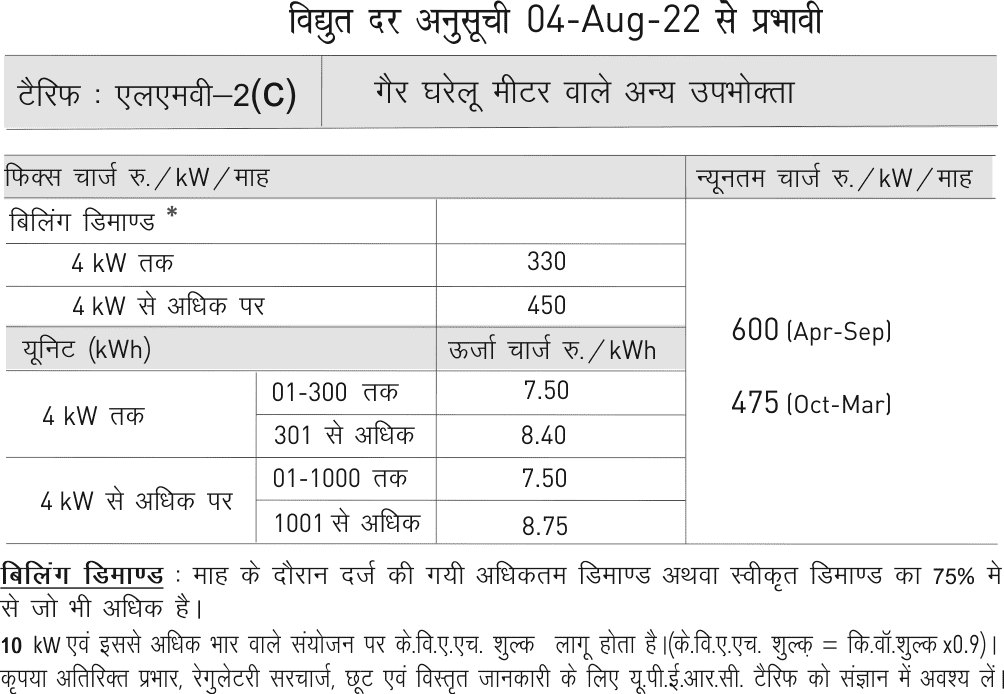 विद्युत दर अनुसूची 04-Aug-22 से प्रभावी
टैरिफ : एलएमवी–2(C) गैर घरेलू मीटर वाले अन्य उपभोक्ता
फिक्स चार्ज रु./kW/माह न्यूनतम चार्ज रु./kW/माह
बिलिंग डिमाण्ड *
4 kW तक 330
4 kW से अधिक पर 450
600 (Apr-Sep)
यूनिट (kWh) ऊर्जा चार्ज रु./kWh
4 kW तक 01-300 तक 7.50
475 (Oct-Mar)
301 से अधिक 8.40
4 kW से अधिक पर 01-1000 तक 7.50
1001 से अधिक 8.75
बिलिंग डिमाण्ड : माह के दौरान दर्ज की गयी अधिकतम डिमाण्ड अथवा स्वीकृत डिमाण्ड का 75% मे
से जो भी अधिक है।
10 kW एवं इससे अधिक भार वाले संयोजन पर के.वि.ए.एच. शुल्क लागू होता है।(के.वि.ए.एच. शुल्क़ = कि.वॉ.शुल्क x0.9)।
कृपया अतिरिक्त प्रभार, रेगुलेटरी सरचार्ज, छूट एवं विस्तृत जानकारी के लिए यू.पी.ई.आर.सी. टैरिफ को संज्ञान में अवश्य लें